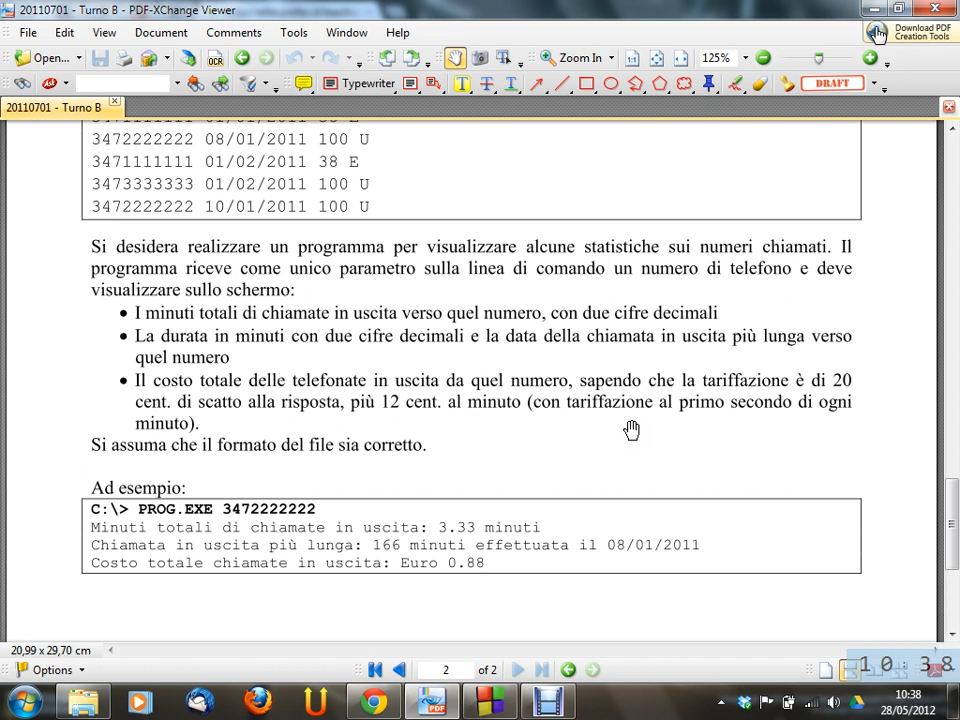 20110701 - Turno B - PDF-XChange Viewer
File Edit View Document Comments Tools Window Help
Download PDF
Creation Tools
Open... OCR Zoom In 125%
Typewriter DRAFT
20110701 - Turno B
3472222222 08/01/2011 100 U
3471111111 01/02/2011 38 E
3473333333 01/02/2011 100 U
3472222222 10/01/2011 100 U
Si desidera realizzare un programma per visualizzare alcune statistiche sui numeri chiamati. Il
programma riceve come unico parametro sulla linea di comando un numero di telefono e deve
visualizzare sullo schermo:
• I minuti totali di chiamate in uscita verso quel numero, con due cifre decimali
• La durata in minuti con due cifre decimali e la data della chiamata in uscita più lunga verso
quel numero
• Il costo totale delle telefonate in uscita da quel numero, sapendo che la tariffazione è di 20
cent. di scatto alla risposta, più 12 cent. al minuto (con tariffazione al primo secondo di ogni
minuto).
Si assuma che il formato del file sia corretto.
Ad esempio:
C:\> PROG.EXE 3472222222
Minuti totali di chiamate in uscita: 3.33 minuti
Chiamata in uscita più lunga: 166 minuti effettuata il 08/01/2011
Costo totale chiamate in uscita: Euro 0.88
20,99 x 29,70 cm
Options 2 of 2
10:38
PDF
10:38
28/05/2012